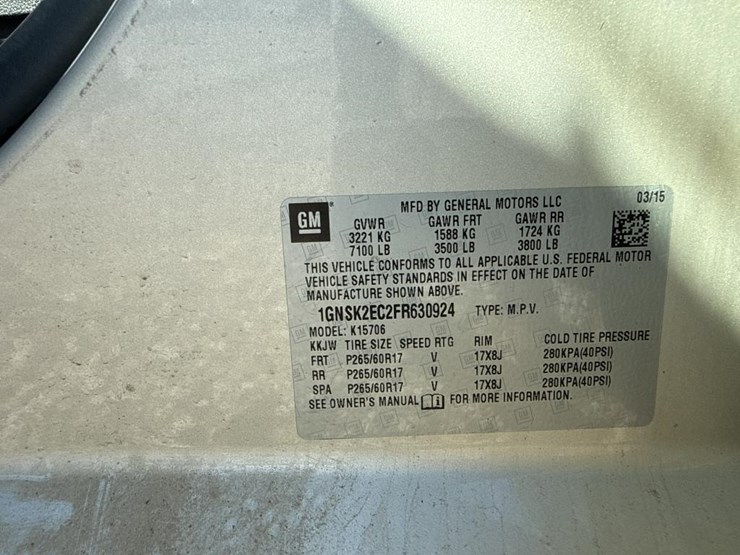 GM
MFD BY GENERAL MOTORS LLC 03/15
GVWR GAWR FRT GAWR RR
3221 KG 1588 KG 1724 KG
7100 LB 3500 LB 3800 LB
THIS VEHICLE CONFORMS TO ALL APPLICABLE U.S. FEDERAL MOTOR
VEHICLE SAFETY STANDARDS IN EFFECT ON THE DATE OF
MANUFACTURE SHOWN ABOVE.
1GNSK2EC2FR630924 TYPE: M.P.V.
MODEL: K15706
KKJW TIRE SIZE SPEED RTG RIM COLD TIRE PRESSURE
FRT P265/60R17 V 17X8J 280KPA(40PSI)
RR P265/60R17 V 17X8J 280KPA(40PSI)
SPA P265/60R17 V 17X8J 280KPA(40PSI)
SEE OWNER'S MANUAL FOR MORE INFORMATION.